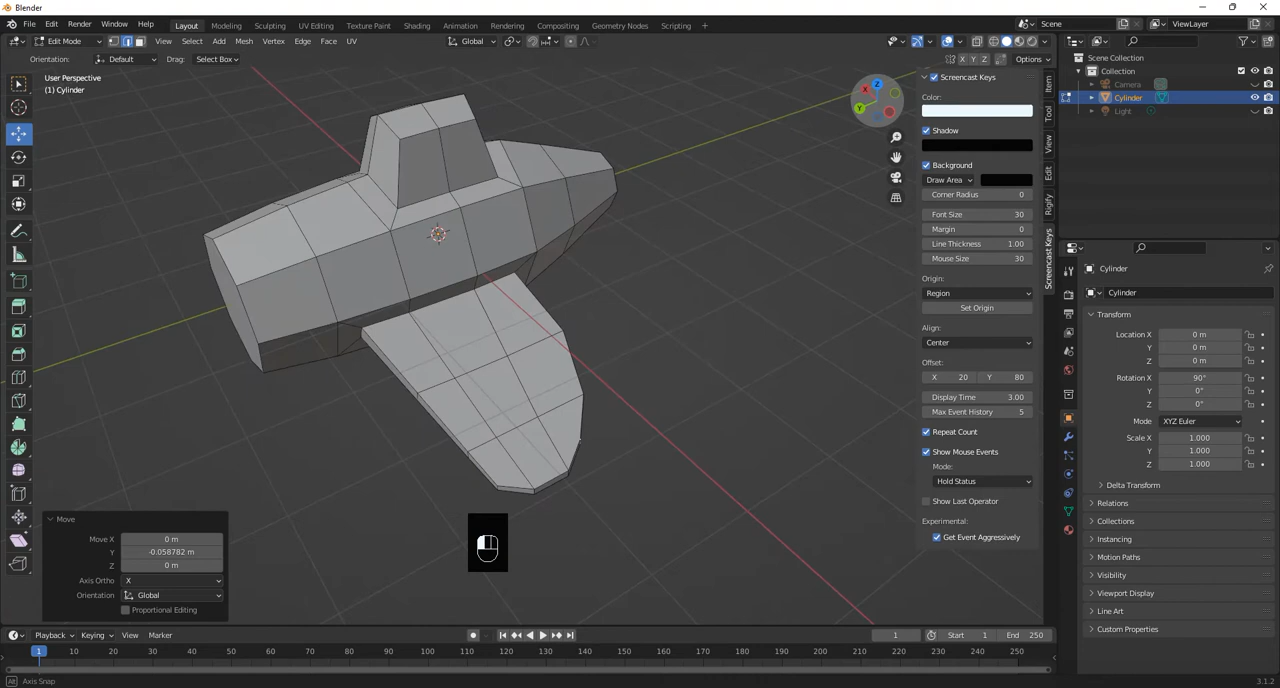 Blender
File Edit Render Window Help Layout Modeling Sculpting UV Editing Texture Paint Shading Animation Rendering Compositing Geometry Nodes Scripting + Scene ViewLayer
Edit Mode View Select Add Mesh Vertex Edge Face UV Global
Orientation: Default Drag: Select Box X Y Z Options
User Perspective
(1) Cylinder
Z
X
Y
Screencast Keys
Color:
Shadow
Background
Draw Area
Corner Radius 0
Font Size 30
Margin 0
Line Thickness 1.00
Mouse Size 30
Origin:
Region
Set Origin
Align:
Center
Offset:
X 20 Y 80
Display Time 3.00
Max Event History 5
Repeat Count
Show Mouse Events
Mode:
Hold Status
Show Last Operator
Experimental:
Get Event Aggressively
Item
Tool
View
Edit
Rigify
Screencast Keys
Scene Collection
Collection
Camera
Cylinder
Light
Cylinder
Cylinder
Transform
Location X 0 m
Y 0 m
Z 0 m
Rotation X 90°
Y 0°
Z 0°
Mode XYZ Euler
Scale X 1.000
Y 1.000
Z 1.000
Delta Transform
Relations
Collections
Instancing
Motion Paths
Visibility
Viewport Display
Line Art
Custom Properties
Move
Move X 0 m
Y -0.058782 m
Z 0 m
Axis Ortho X
Orientation Global
Proportional Editing
Playback Keying View Marker 1 Start 1 End 250
1 10 20 30 40 50 60 70 80 90 100 110 120 130 140 150 160 170 180 190 200 210 220 230 240 250
Alt Axis Snap 3.1.2